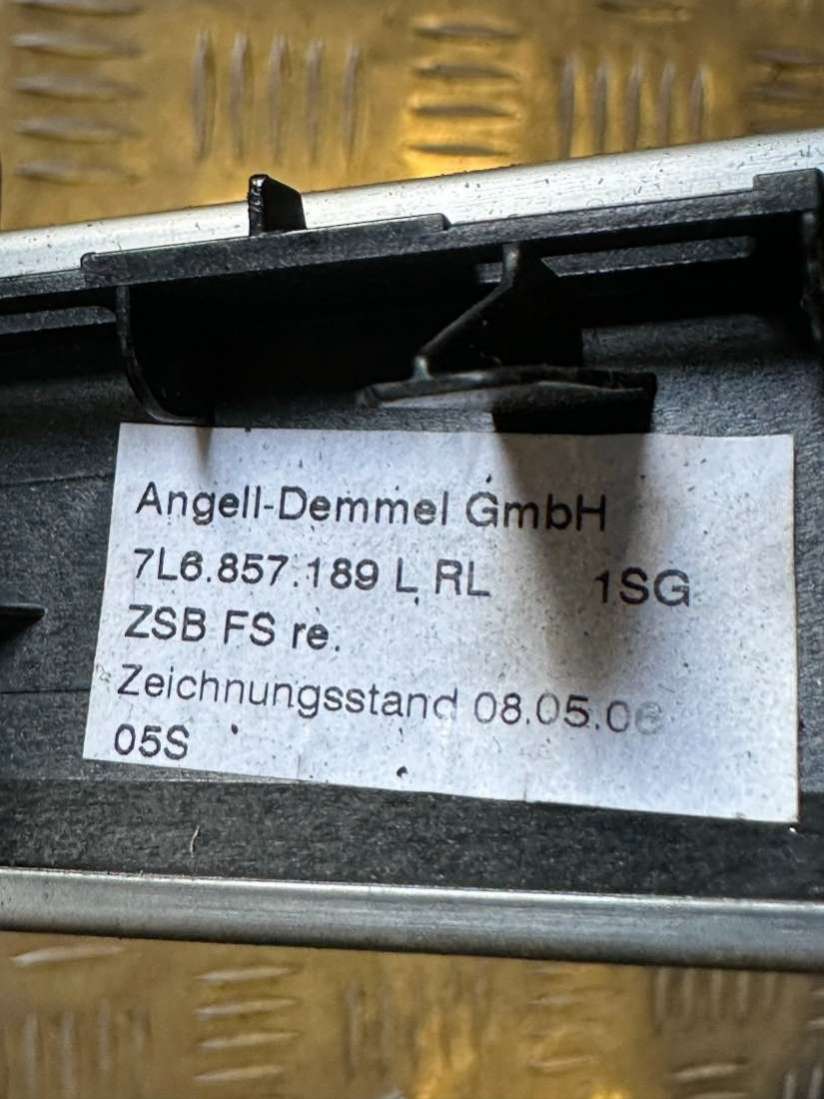 Angell-Demmel GmbH
7L6.857.189 L RL 1SG
ZSB FS re.
Zeichnungsstand 08.05.06
05S